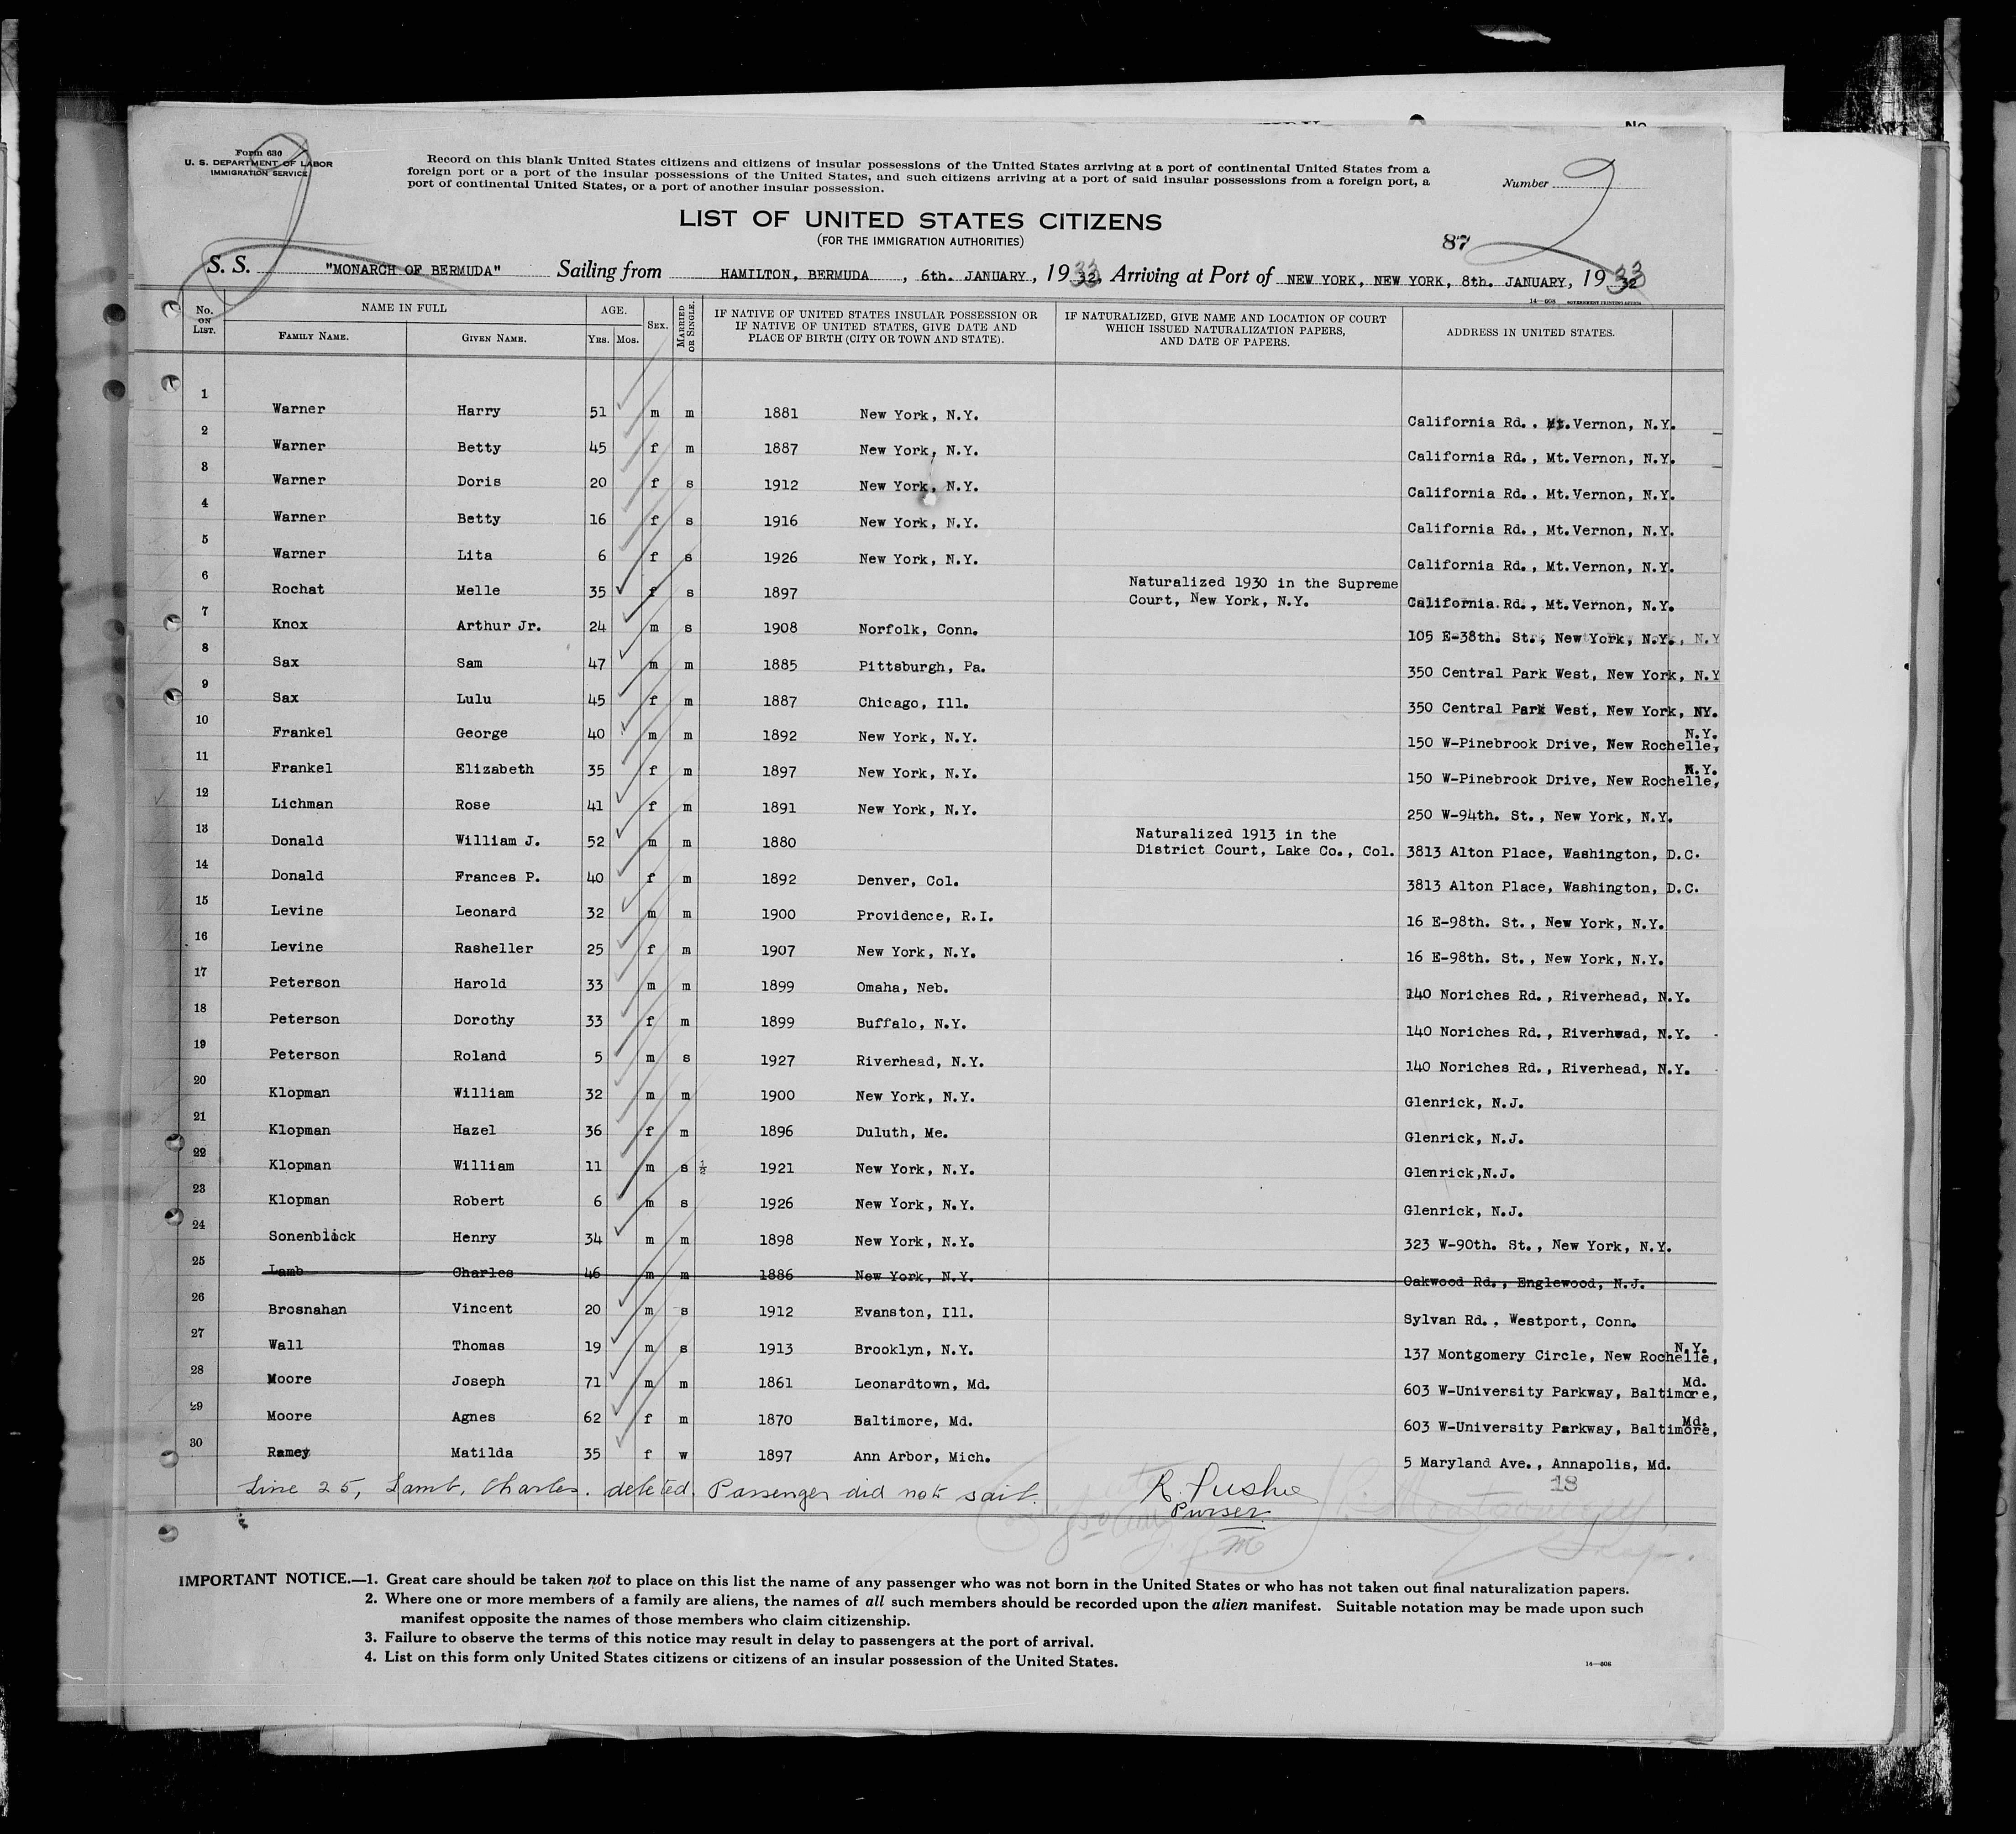 Form 630
U. S. DEPARTMENT OF LABOR
IMMIGRATION SERVICE
Record on this blank United States citizens and citizens of insular possessions of the United States arriving at a port of continental United States from a
foreign port or a port of the insular possessions of the United States, and such citizens arriving at a port of said insular possessions from a foreign port, a
port of continental United States, or a port of another insular possession.
Number 9
LIST OF UNITED STATES CITIZENS
(FOR THE IMMIGRATION AUTHORITIES)
87
S. S. "MONARCH OF BERMUDA" Sailing from HAMILTON, BERMUDA, 6th. JANUARY, 1933, Arriving at Port of NEW YORK, NEW YORK, 8th. JANUARY, 1933
No. ON LIST. NAME IN FULL FAMILY NAME. GIVEN NAME. AGE. YRS. MOS. SEX. MARRIED OR SINGLE. IF NATIVE OF UNITED STATES INSULAR POSSESSION OR IF NATIVE OF UNITED STATES, GIVE DATE AND PLACE OF BIRTH (CITY OR TOWN AND STATE). IF NATURALIZED, GIVE NAME AND LOCATION OF COURT WHICH ISSUED NATURALIZATION PAPERS, AND DATE OF PAPERS. ADDRESS IN UNITED STATES.
1 Warner Harry 51 m m 1881 New York, N.Y. California Rd., Mt.Vernon, N.Y.
2 Warner Betty 45 f m 1887 New York, N.Y. California Rd., Mt.Vernon, N.Y.
3 Warner Doris 20 f s 1912 New York, N.Y. California Rd., Mt.Vernon, N.Y.
4 Warner Betty 16 f s 1916 New York, N.Y. California Rd., Mt.Vernon, N.Y.
5 Warner Lita 6 f s 1926 New York, N.Y. California Rd., Mt.Vernon, N.Y.
6 Rochat Melle 35 f s 1897 Naturalized 1930 in the Supreme Court, New York, N.Y. California Rd., Mt.Vernon, N.Y.
7 Knox Arthur Jr. 24 m s 1908 Norfolk, Conn. 105 E-38th. St., New York, N.Y.
8 Sax Sam 47 m m 1885 Pittsburgh, Pa. 350 Central Park West, New York, N.Y
9 Sax Lulu 45 f m 1887 Chicago, Ill. 350 Central Park West, New York, NY.
10 Frankel George 40 m m 1892 New York, N.Y. 150 W-Pinebrook Drive, New Rochelle, N.Y.
11 Frankel Elizabeth 35 f m 1897 New York, N.Y. 150 W-Pinebrook Drive, New Rochelle, N.Y.
12 Lichman Rose 41 f m 1891 New York, N.Y. 250 W-94th. St., New York, N.Y.
13 Donald William J. 52 m m 1880 Naturalized 1913 in the District Court, Lake Co., Col. 3813 Alton Place, Washington, D.C.
14 Donald Frances P. 40 f m 1892 Denver, Col. 3813 Alton Place, Washington, D.C.
15 Levine Leonard 32 m m 1900 Providence, R.I. 16 E-98th. St., New York, N.Y.
16 Levine Rasheller 25 f m 1907 New York, N.Y. 16 E-98th. St., New York, N.Y.
17 Peterson Harold 33 m m 1899 Omaha, Neb. 140 Noriches Rd., Riverhead, N.Y.
18 Peterson Dorothy 33 f m 1899 Buffalo, N.Y. 140 Noriches Rd., Riverhwad, N.Y.
19 Peterson Roland 5 m s 1927 Riverhead, N.Y. 140 Noriches Rd., Riverhead, N.Y.
20 Klopman William 32 m m 1900 New York, N.Y. Glenrick, N.J.
21 Klopman Hazel 36 f m 1896 Duluth, Me. Glenrick, N.J.
22 Klopman William 11 m s ½ 1921 New York, N.Y. Glenrick,N.J.
23 Klopman Robert 6 m s 1926 New York, N.Y. Glenrick, N.J.
24 Sonenblick Henry 34 m m 1898 New York, N.Y. 323 W-90th. St., New York, N.Y.
25 Lamb Charles 46 m m 1886 New York, N.Y. Oakwood Rd., Englewood, N.J.
26 Brosnahan Vincent 20 m s 1912 Evanston, Ill. Sylvan Rd., Westport, Conn.
27 Wall Thomas 19 m s 1913 Brooklyn, N.Y. 137 Montgomery Circle, New Rochelle, N.Y.
28 Moore Joseph 71 m m 1861 Leonardtown, Md. 603 W-University Parkway, Baltimore, Md.
29 Moore Agnes 62 f m 1870 Baltimore, Md. 603 W-University Parkway, Baltimore, Md.
30 Ramey Matilda 35 f w 1897 Ann Arbor, Mich. 5 Maryland Ave., Annapolis, Md.
Line 25, Lamb, Charles. deleted. Passenger did not sail.
R.
Purser
13
IMPORTANT NOTICE.—1. Great care should be taken not to place on this list the name of any passenger who was not born in the United States or who has not taken out final naturalization papers.
2. Where one or more members of a family are aliens, the names of all such members should be recorded upon the alien manifest. Suitable notation may be made upon such
manifest opposite the names of those members who claim citizenship.
3. Failure to observe the terms of this notice may result in delay to passengers at the port of arrival.
4. List on this form only United States citizens or citizens of an insular possession of the United States.
14—608